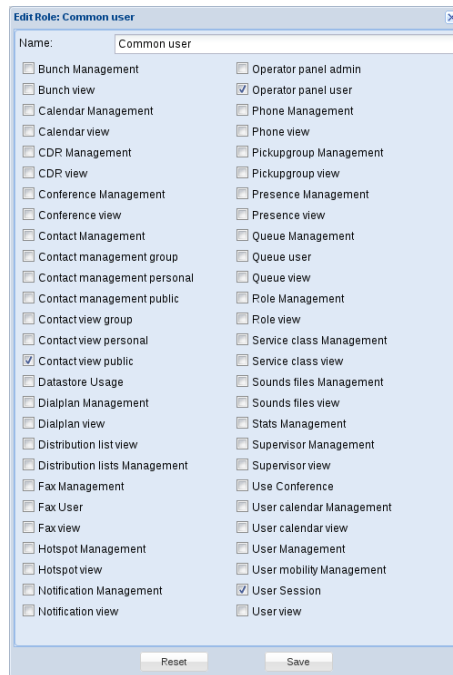 Edit Role: Common user
Name: Common user
Bunch Management
Bunch view
Calendar Management
Calendar view
CDR Management
CDR view
Conference Management
Conference view
Contact Management
Contact management group
Contact management personal
Contact management public
Contact view group
Contact view personal
Contact view public
Datastore Usage
Dialplan Management
Dialplan view
Distribution list view
Distribution lists Management
Fax Management
Fax User
Fax view
Hotspot Management
Hotspot view
Notification Management
Notification view
Operator panel admin
Operator panel user
Phone Management
Phone view
Pickupgroup Management
Pickupgroup view
Presence Management
Presence view
Queue Management
Queue user
Queue view
Role Management
Role view
Service class Management
Service class view
Sounds files Management
Sounds files view
Stats Management
Supervisor Management
Supervisor view
Use Conference
User calendar Management
User calendar view
User Management
User mobility Management
User Session
User view
Reset Save